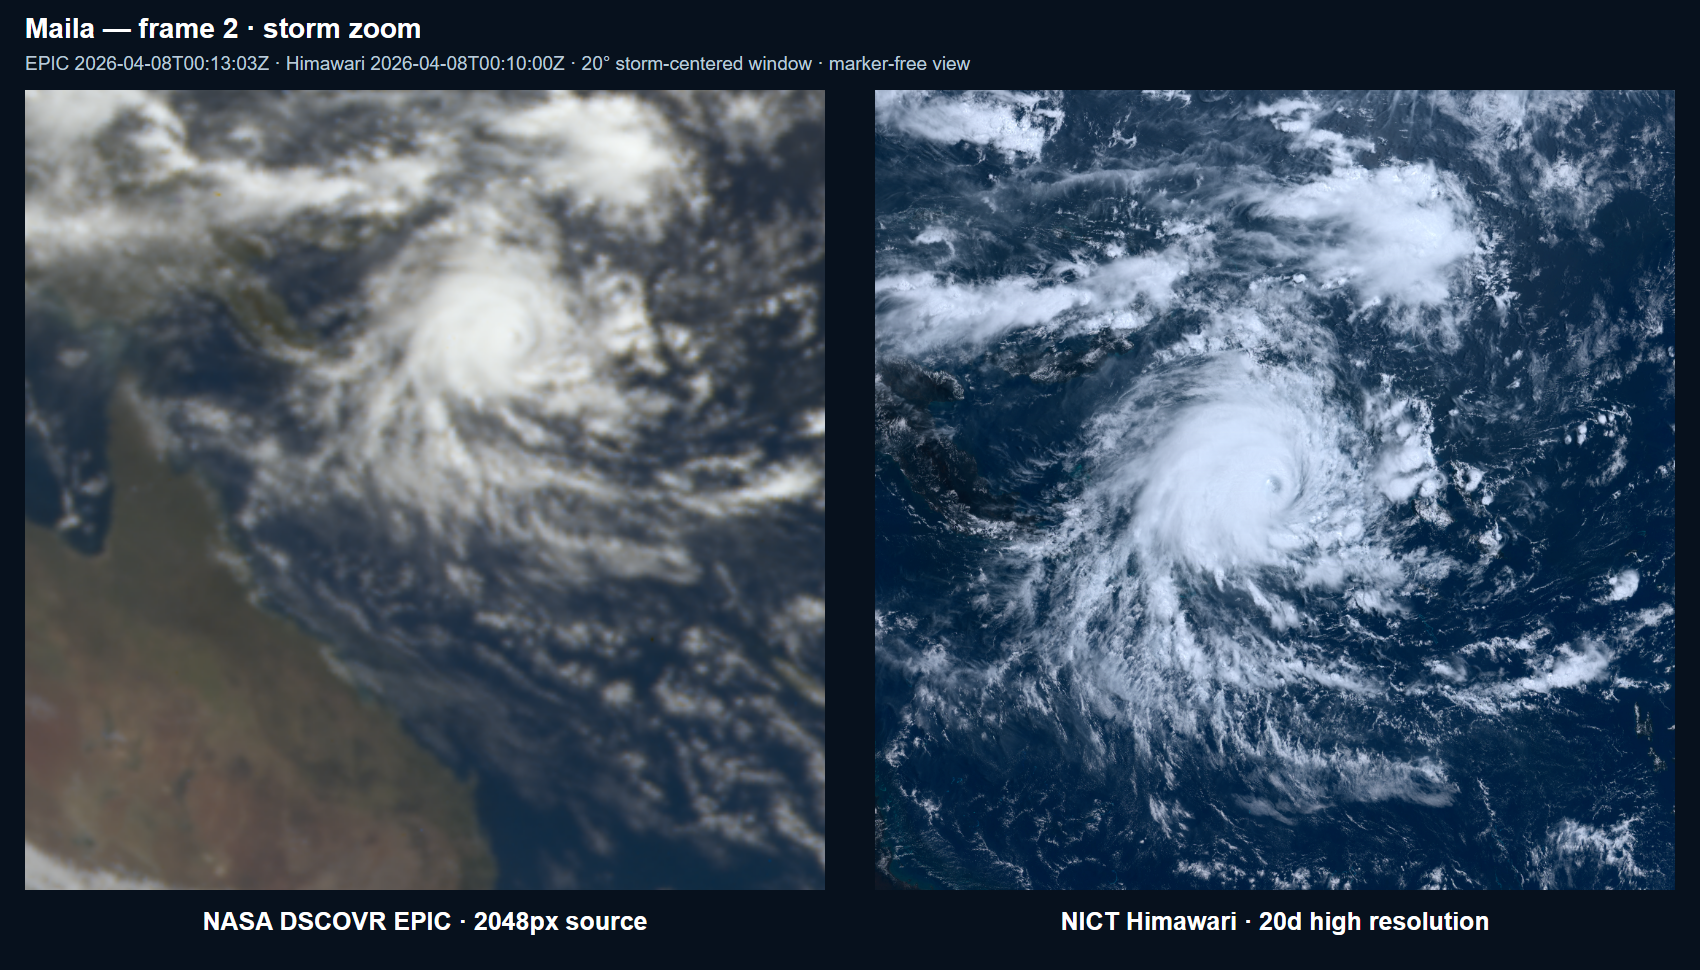 Maila — frame 2 · storm zoom
EPIC 2026-04-08T00:13:03Z · Himawari 2026-04-08T00:10:00Z · 20° storm-centered window · marker-free view
NASA DSCOVR EPIC · 2048px source
NICT Himawari · 20d high resolution